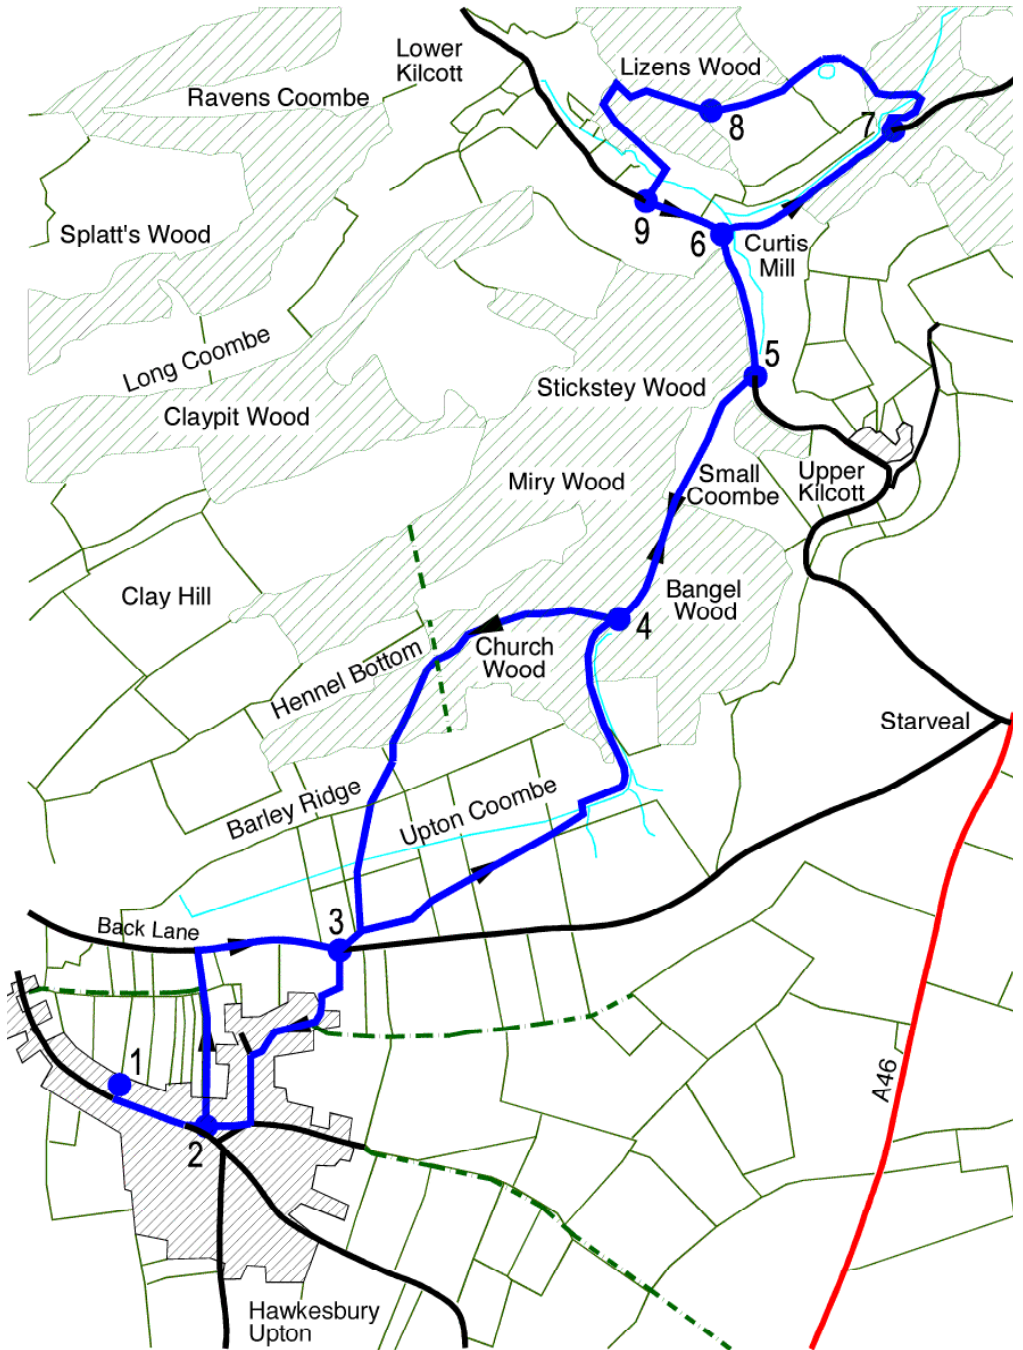 Lower
Kilcott
Lizens Wood
Ravens Coombe
8
7
Splatt's Wood
9
6
Curtis
Mill
Long Coombe
5
Stickstey Wood
Claypit Wood
Miry Wood
Small
Coombe
Upper
Kilcott
Clay Hill
Bangel
Wood
4
Church
Wood
Hennel Bottom
Starveal
Barley Ridge
Upton Coombe
3
Back Lane
1
A46
2
Hawkesbury
Upton